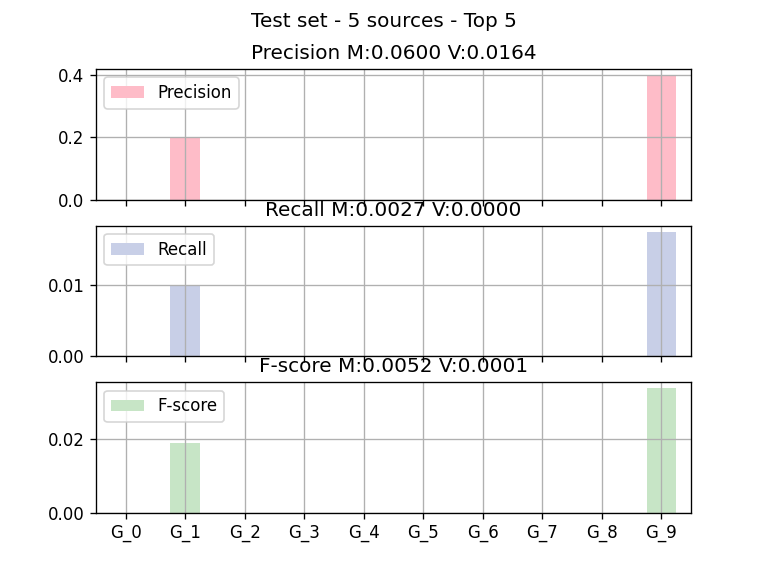 Test set - 5 sources - Top 5
Precision M:0.0600 V:0.0164
0.4
Precision
0.2
0.0
Recall M:0.0027 V:0.0000
Recall
0.01
0.00
F-score M:0.0052 V:0.0001
F-score
0.02
0.00
G_0 G_1 G_2 G_3 G_4 G_5 G_6 G_7 G_8 G_9